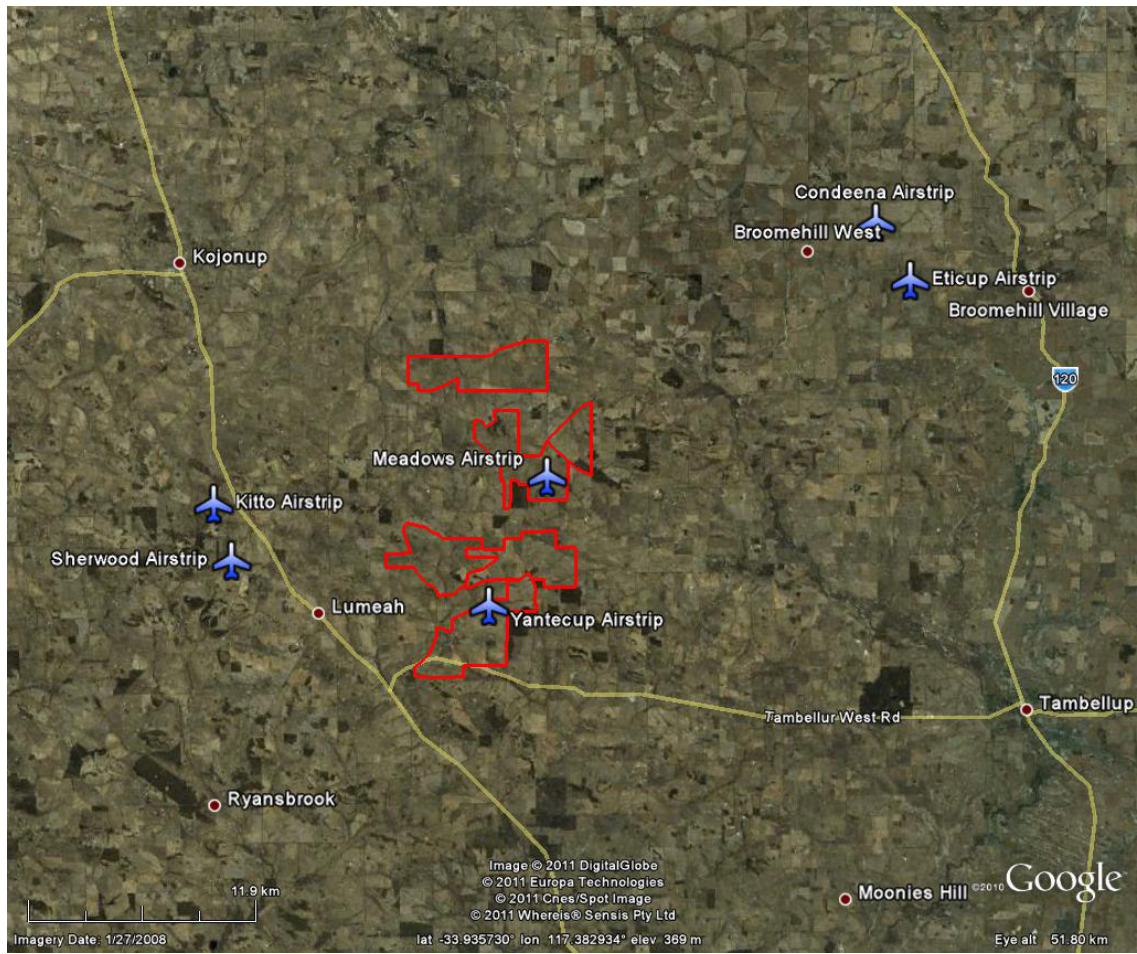 Condeena Airstrip
Broomehill West
Kojonup
Eticup Airstrip
Broomehill Village
120
Meadows Airstrip
Kitto Airstrip
Sherwood Airstrip
Lumeah
Yantecup Airstrip
Tambellup
Tambellur West Rd
Ryansbrook
Moonies Hill
11.9 km
Image © 2011 DigitalGlobe
© 2011 Europa Technologies
© 2011 Cnes/Spot Image
© 2011 Whereis® Sensis Pty Ltd
©2010 Google
Imagery Date: 1/27/2008
lat -33.935730° lon 117.382934° elev 369 m
Eye alt 51.80 km